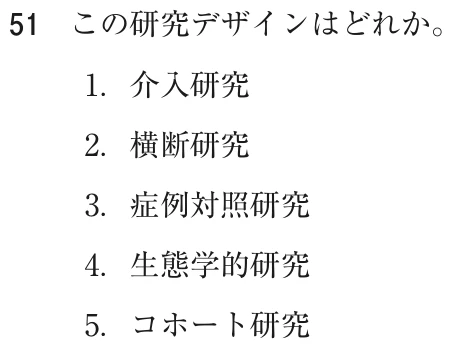 51 この研究デザインはどれか。
1. 介入研究
2. 横断研究
3. 症例対照研究
4. 生態学的研究
5. コホート研究